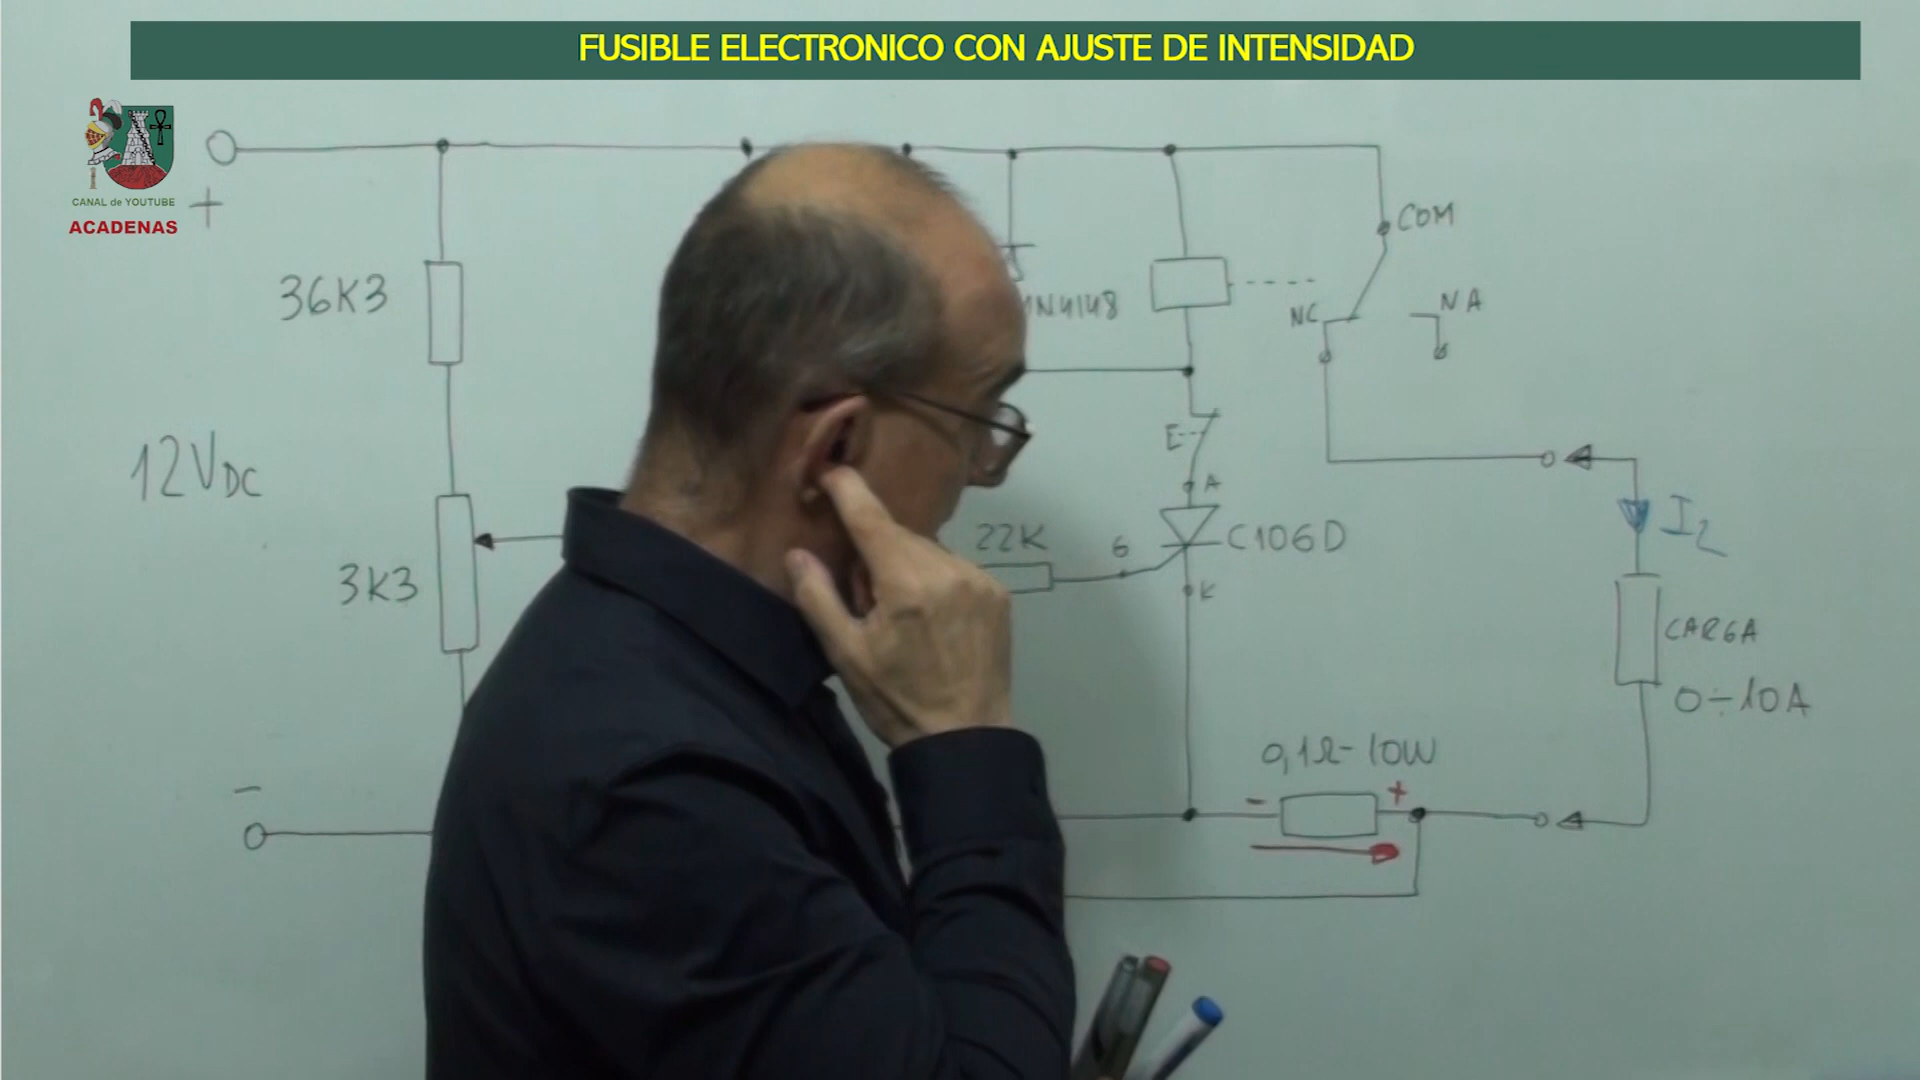 FUSIBLE ELECTRONICO CON AJUSTE DE INTENSIDAD
CANAL de YOUTUBE
ACADENAS
+
COM
36K3
1N4148
NC
NA
12VDC
A
I2
22K
G
C106D
3K3
K
CARGA
0÷10A
0,1Ω-10W
-
-
+